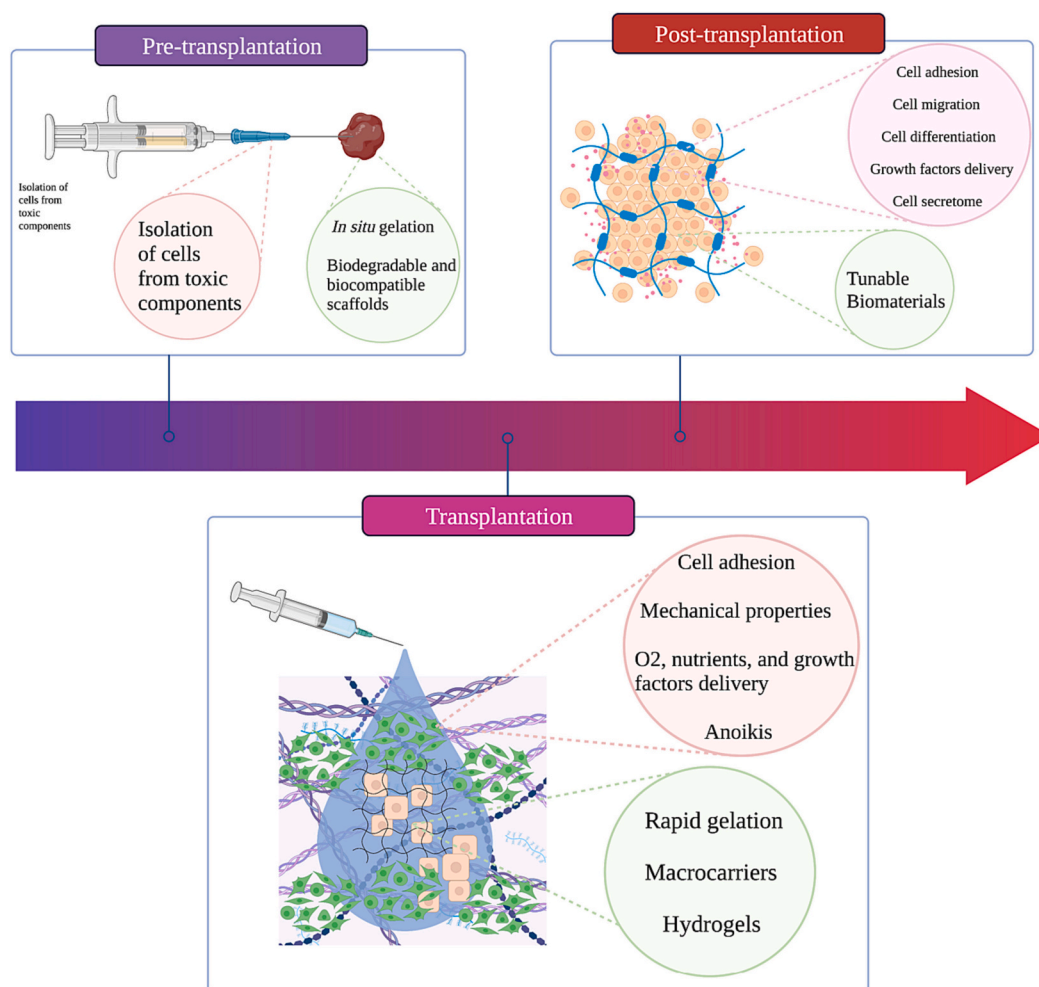 Pre-transplantation
Isolation of
cells from
toxic
components
Isolation
of cells
from toxic
components
In situ gelation
Biodegradable and
biocompatible
scaffolds
Post-transplantation
Cell adhesion
Cell migration
Cell differentiation
Growth factors delivery
Cell secretome
Tunable
Biomaterials
Transplantation
Cell adhesion
Mechanical properties
O2, nutrients, and growth
factors delivery
Anoikis
Rapid gelation
Macrocarriers
Hydrogels